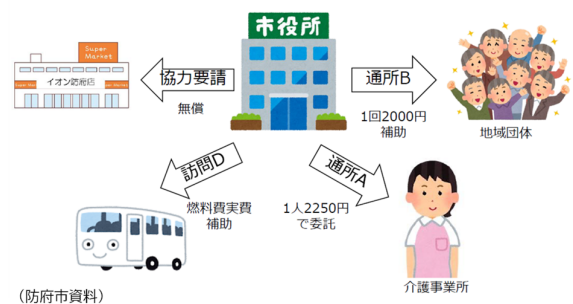 市役所
Super
Market
イオン防府店
協力要請
無償
通所B
1回2000円
補助
地域団体
訪問D
燃料費実費
補助
通所A
1人2250円
で委託
介護事業所
（防府市資料）